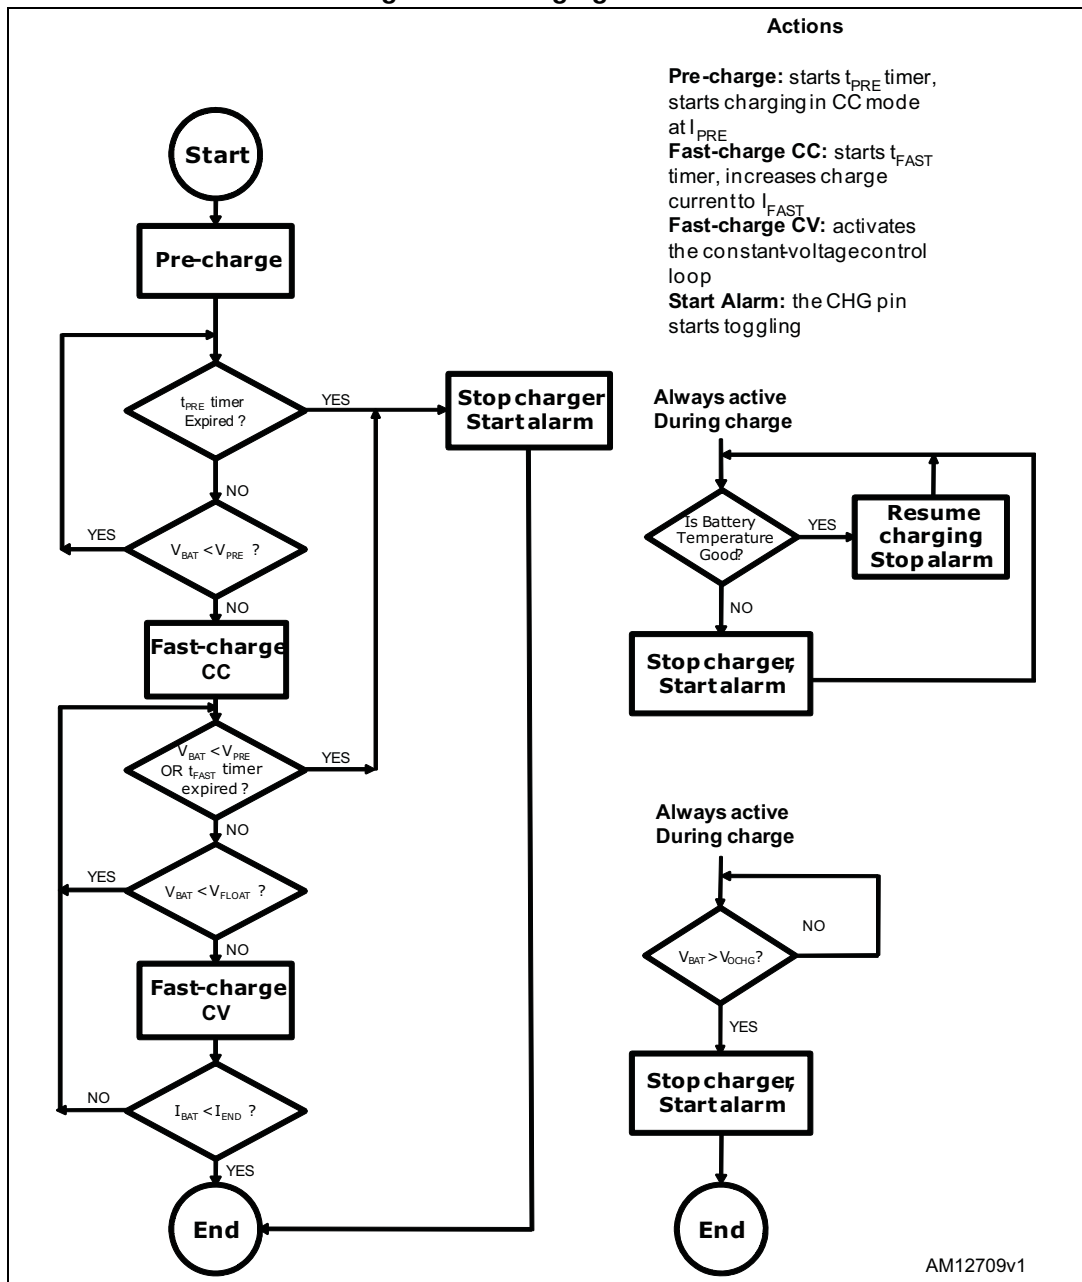 Actions
Pre-charge: starts tPRE timer,
starts charging in CC mode
at IPRE
Fast-charge CC: starts tFAST
timer, increases charge
current to IFAST
Fast-charge CV: activates
the constant-voltage control
loop
Start Alarm: the CHG pin
starts toggling
Start
Pre-charge
tPRE timer
Expired ?
YES
Stop charger
Start alarm
NO
VBAT < VPRE ?
YES
NO
Fast-charge
CC
VBAT < VPRE
OR tFAST timer
expired ?
YES
NO
VBAT < VFLOAT ?
YES
NO
Fast-charge
CV
IBAT < IEND ?
NO
YES
End
Always active
During charge
Is Battery
Temperature
Good?
YES
Resume
charging
Stop alarm
NO
Stop charger,
Start alarm
Always active
During charge
VBAT > VOCHG?
NO
YES
Stop charger,
Start alarm
End
AM12709v1